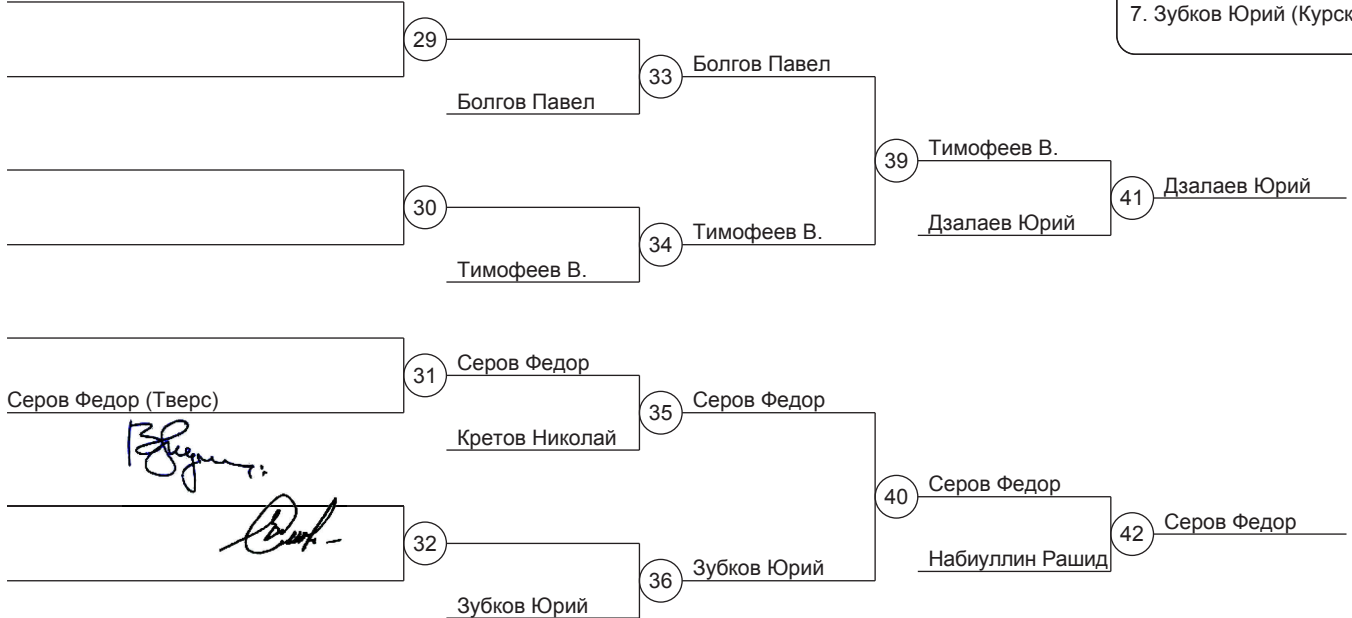 7. Зубков Юрий (Курск
29
33
Болгов Павел
Болгов Павел
39
Тимофеев В.
41
Дзалаев Юрий
30
34
Тимофеев В.
Дзалаев Юрий
Тимофеев В.
31
Серов Федор
Серов Федор (Тверс)
35
Серов Федор
Кретов Николай
40
Серов Федор
42
Серов Федор
32
36
Зубков Юрий
Набиуллин Рашид
Зубков Юрий